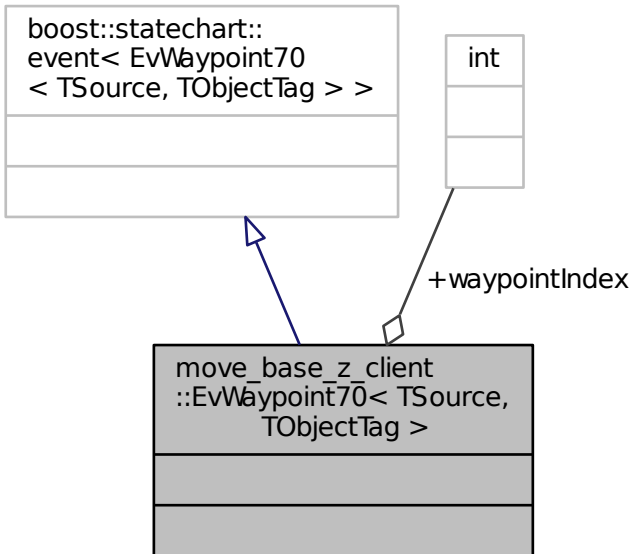 boost::statechart::
event< EvWaypoint70
< TSource, TObjectTag > >
int
+waypointIndex
move_base_z_client
::EvWaypoint70< TSource,
TObjectTag >